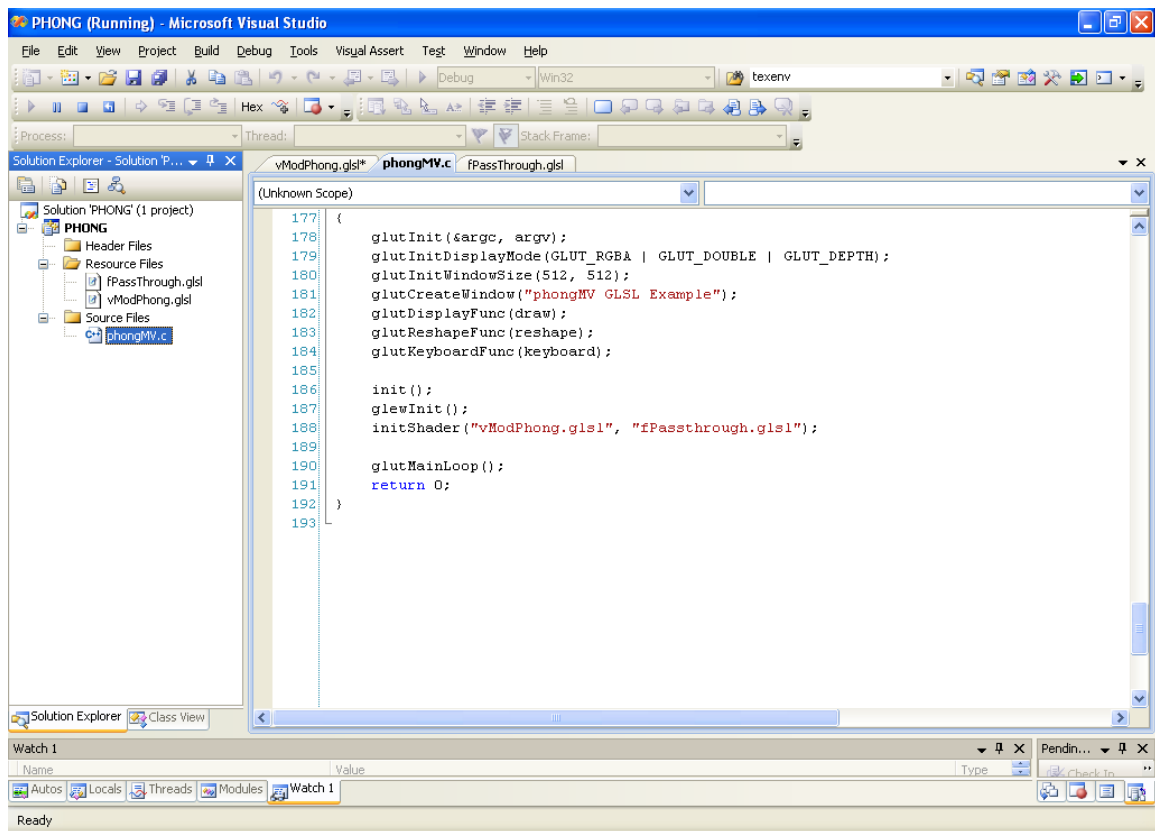 PHONG (Running) - Microsoft Visual Studio
File Edit View Project Build Debug Tools Visual Assert Test Window Help
Debug Win32 texenv
Hex
Process: Thread: Stack Frame:
Solution Explorer - Solution 'P...
vModPhong.glsl* phongMV.c fPassThrough.glsl
(Unknown Scope)
Solution 'PHONG' (1 project)
PHONG
Header Files
Resource Files
fPassThrough.glsl
vModPhong.glsl
Source Files
phongMV.c
177 {
178 glutInit(&argc, argv);
179 glutInitDisplayMode(GLUT_RGBA | GLUT_DOUBLE | GLUT_DEPTH);
180 glutInitWindowSize(512, 512);
181 glutCreateWindow("phongMV GLSL Example");
182 glutDisplayFunc(draw);
183 glutReshapeFunc(reshape);
184 glutKeyboardFunc(keyboard);
185
186 init();
187 glewInit();
188 initShader("vModPhong.glsl", "fPassthrough.glsl");
189
190 glutMainLoop();
191 return 0;
192 }
193
Solution Explorer Class View
Watch 1 Pendin...
Name Value Type Check In
Autos Locals Threads Modules Watch 1
Ready